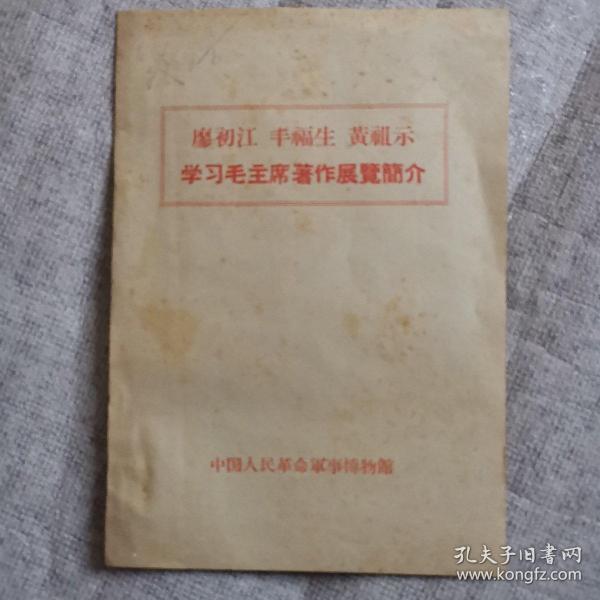 廖初江 丰福生 黃祖示
学习毛主席著作展覽簡介
中国人民革命軍事博物館
孔夫子旧書网
www.kongfz.com